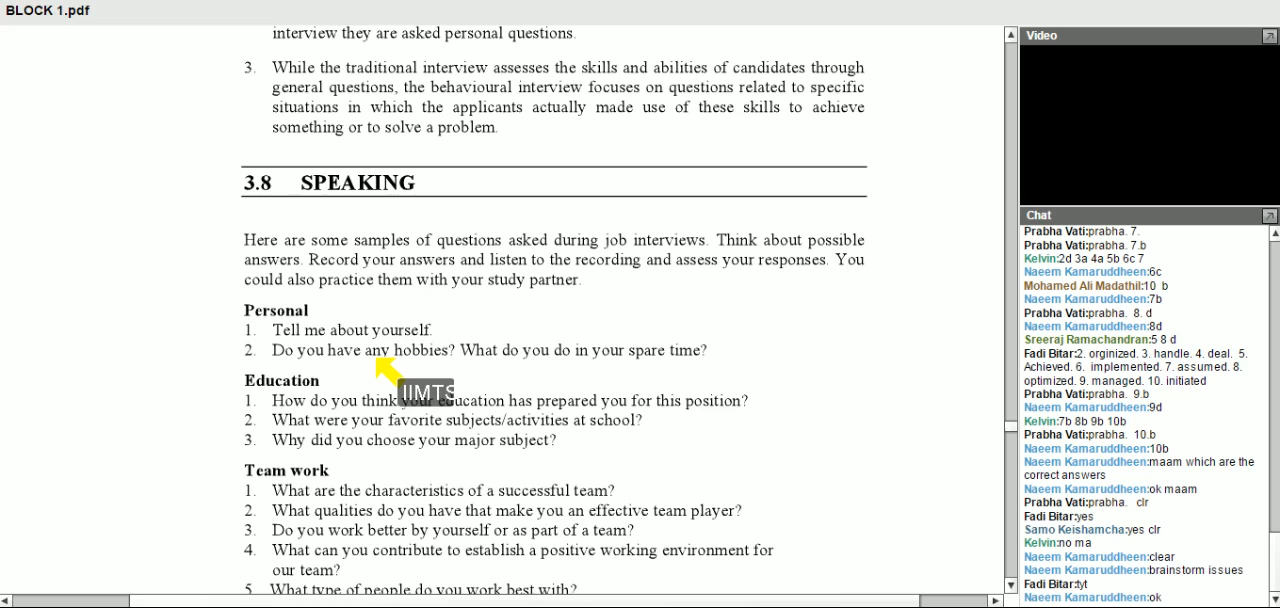 BLOCK 1.pdf
interview they are asked personal questions.
3. While the traditional interview assesses the skills and abilities of candidates through
general questions, the behavioural interview focuses on questions related to specific
situations in which the applicants actually made use of these skills to achieve
something or to solve a problem.
3.8 SPEAKING
Here are some samples of questions asked during job interviews. Think about possible
answers. Record your answers and listen to the recording and assess your responses. You
could also practice them with your study partner.
Personal
1. Tell me about yourself.
2. Do you have any hobbies? What do you do in your spare time?
IIMTS
Education
1. How do you think your education has prepared you for this position?
2. What were your favorite subjects/activities at school?
3. Why did you choose your major subject?
Team work
1. What are the characteristics of a successful team?
2. What qualities do you have that make you an effective team player?
3. Do you work better by yourself or as part of a team?
4. What can you contribute to establish a positive working environment for
our team?
5. What type of people do you work best with?
Video
Chat
Prabha Vati:prabha. 7.
Prabha Vati:prabha. 7.b
Kelvin:2d 3a 4a 5b 6c 7
Naeem Kamaruddheen:6c
Mohamed Ali Madathil:10 b
Naeem Kamaruddheen:7b
Prabha Vati:prabha. 8. d
Naeem Kamaruddheen:8d
Sreeraj Ramachandran:5 8 d
Fadi Bitar:2. orginized. 3. handle. 4. deal. 5.
Achieved. 6. implemented. 7. assumed. 8.
optimized. 9. managed. 10. initiated
Prabha Vati:prabha. 9.b
Naeem Kamaruddheen:9d
Kelvin:7b 8b 9b 10b
Prabha Vati:prabha. 10.b
Naeem Kamaruddheen:10b
Naeem Kamaruddheen:maam which are the
correct answers
Naeem Kamaruddheen:ok maam
Prabha Vati:prabha. clr
Fadi Bitar:yes
Samo Keishamcha:yes clr
Kelvin:no ma
Naeem Kamaruddheen:clear
Naeem Kamaruddheen:brainstorm issues
Fadi Bitar:tyt
Naeem Kamaruddheen:ok